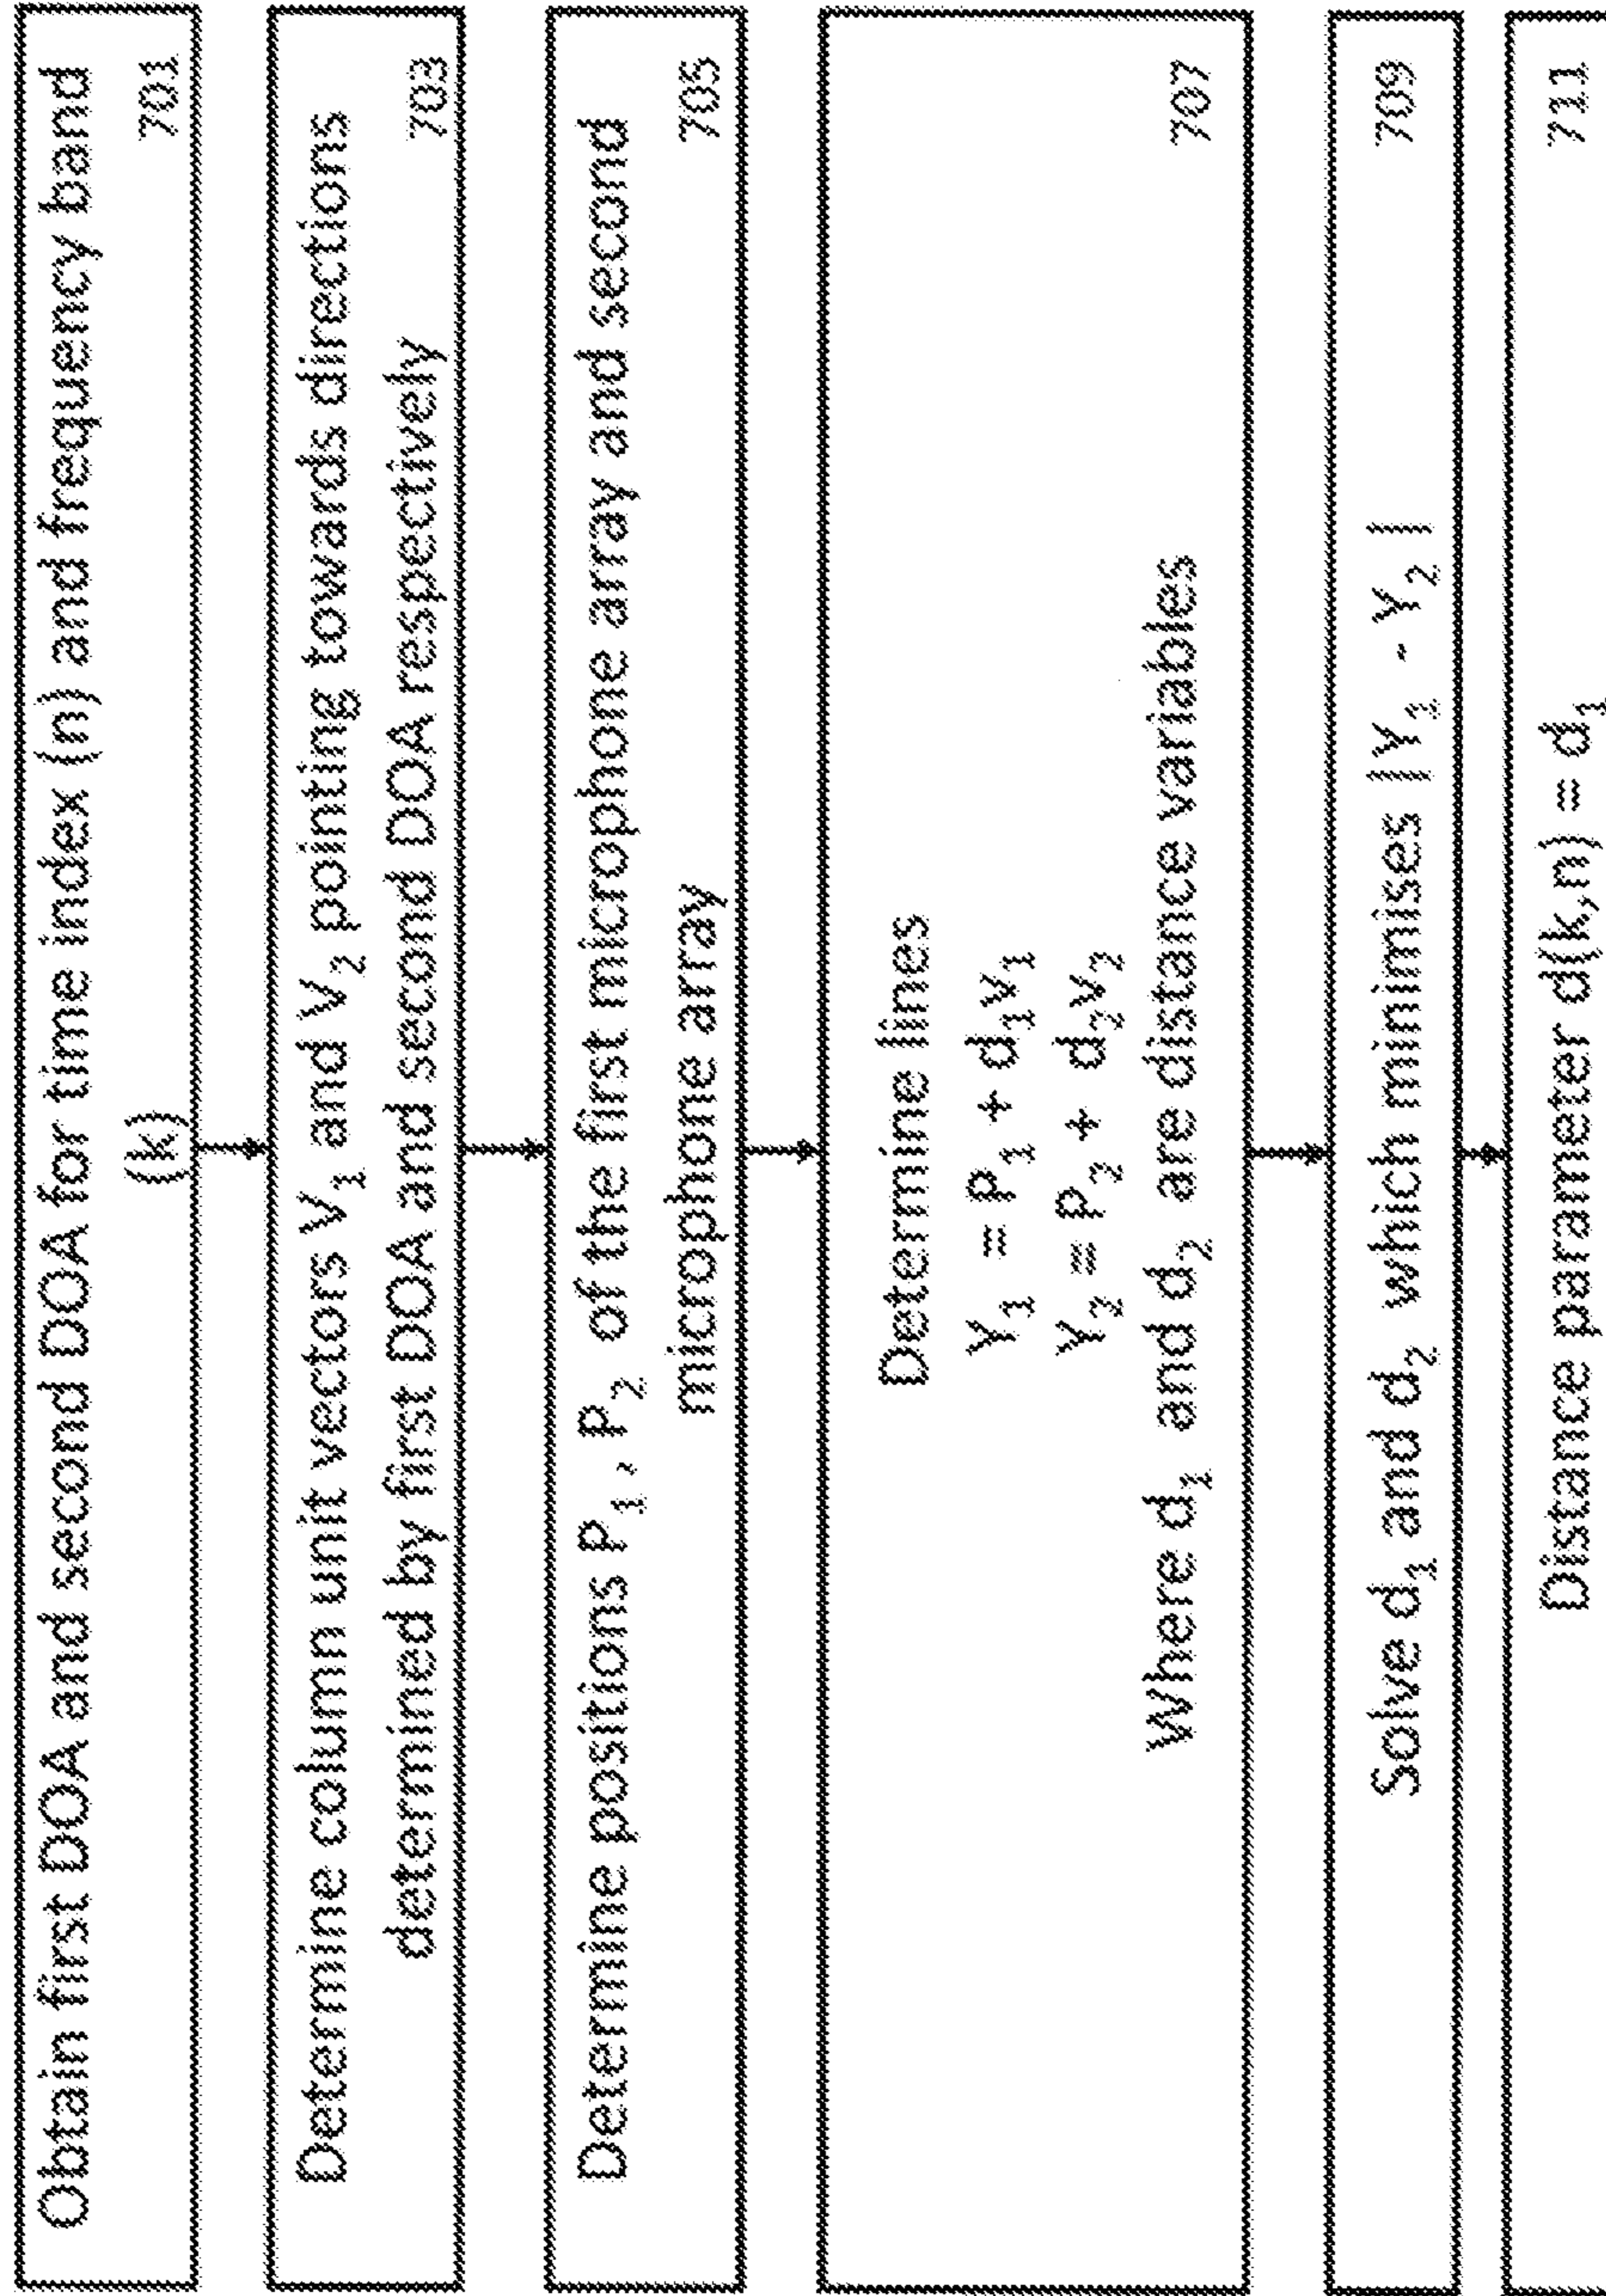 Obtain first DOA and second DOA for time index (n) and frequency band
(k)
701
Determine column unit vectors V₁ and V₂ pointing towards directions
determined by first DOA and second DOA respectively
703
Determine positions P₁, P₂ of the first microphone array and second
microphone array
705
Determine lines
Y₁ = P₁ + d₁v₁
Y₂ = P₂ + d₂v₂
Where d₁ and d₂ are distance variables
707
Solve d₁ and d₂ which minimises |Y₁ - Y₂|
709
Distance parameter d(k,n) = d₁
711